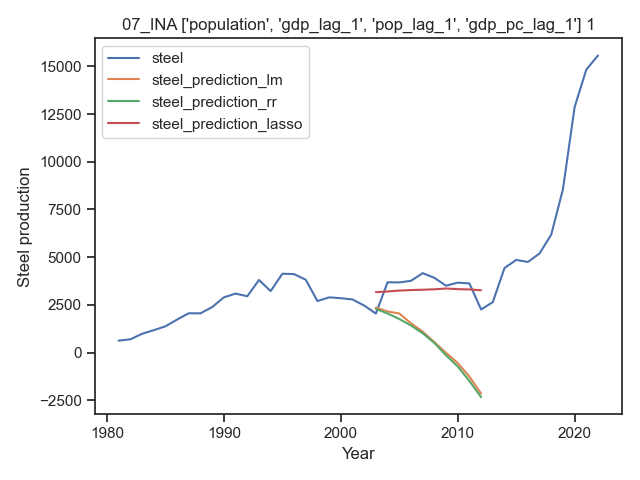 07_INA ['population', 'gdp_lag_1', 'pop_lag_1', 'gdp_pc_lag_1'] 1
steel
steel_prediction_lm
steel_prediction_rr
steel_prediction_lasso
15000
12500
10000
7500
5000
2500
0
−2500
Steel production
1980
1990
2000
2010
2020
Year